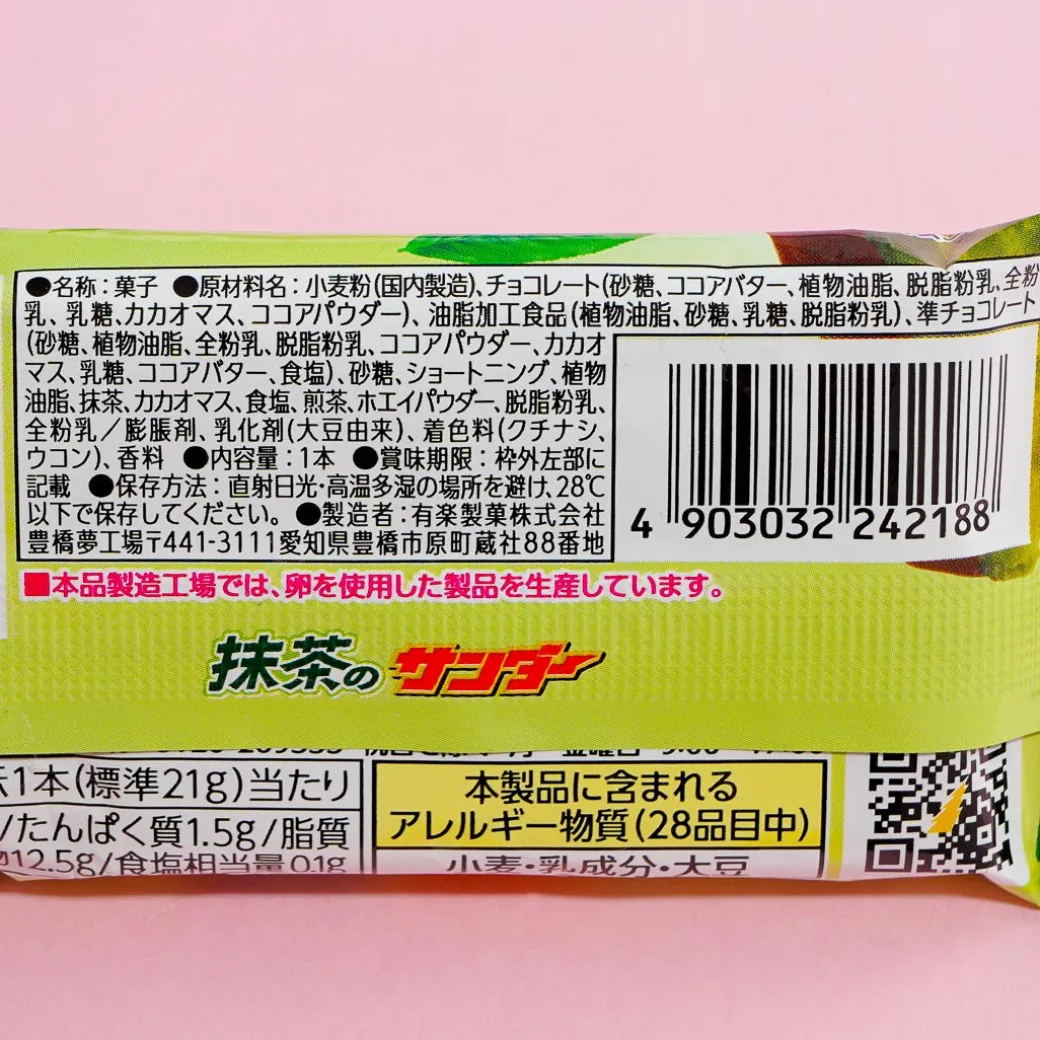 ●名称:菓子 ●原材料名:小麦粉(国内製造)、チョコレート(砂糖、ココアバター、植物油脂、脱脂粉乳、全粉
乳、乳糖、カカオマス、ココアパウダー)、油脂加工食品(植物油脂、砂糖、乳糖、脱脂粉乳)、準チョコレート
(砂糖、植物油脂、全粉乳、脱脂粉乳、ココアパウダー、カカオ
マス、乳糖、ココアバター、食塩)、砂糖、ショートニング、植物
油脂、抹茶、カカオマス、食塩、煎茶、ホエイパウダー、脱脂粉乳、
全粉乳/膨脹剤、乳化剤(大豆由来)、着色料(クチナシ、
ウコン)、香料 ●内容量:1本 ●賞味期限:枠外左部に
記載 ●保存方法:直射日光・高温多湿の場所を避け、28℃
以下で保存してください。 ●製造者:有楽製菓株式会社
豊橋夢工場〒441-3111愛知県豊橋市原町蔵社88番地
4 903032 242188
■本品製造工場では、卵を使用した製品を生産しています。
抹茶のサンダー
1本(標準21g)当たり
/たんぱく質1.5g/脂質
12.5g/食塩相当量0.1g
本製品に含まれる
アレルギー物質(28品目中)
小麦・乳成分・大豆